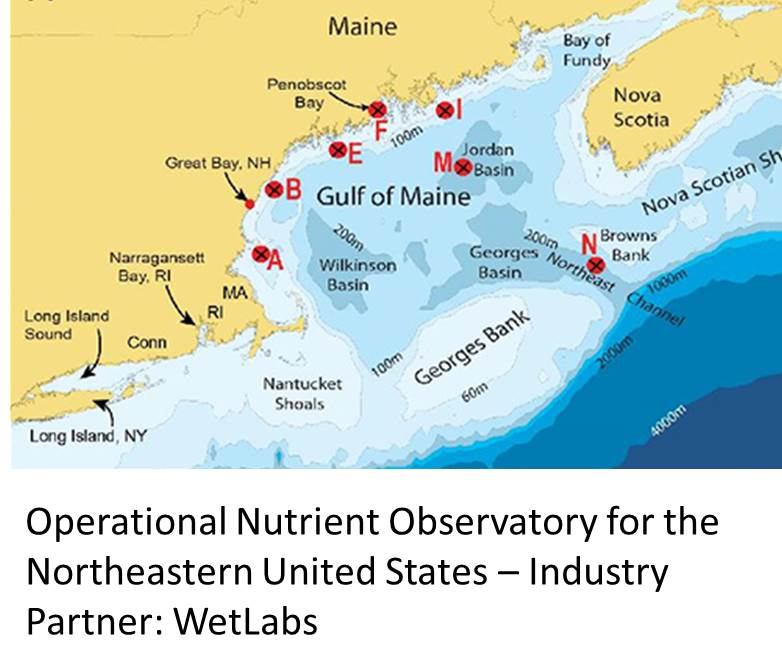 Maine
Bay of
Fundy
Penobscot
Bay
Nova
Scotia
I
F
100m
E
Jordan
M
Basin
Great Bay, NH
B
Gulf of Maine
Nova Scotian Sh
200m
200m
N
Browns
Bank
A
Narragansett
Bay, RI
Wilkinson
Basin
Georges
Basin
Northeast
Channel
1000m
MA
RI
Long Island
Sound
Conn
Georges Bank
2000m
100m
60m
Nantucket
Shoals
4000m
Long Island, NY
Operational Nutrient Observatory for the
Northeastern United States – Industry
Partner: WetLabs